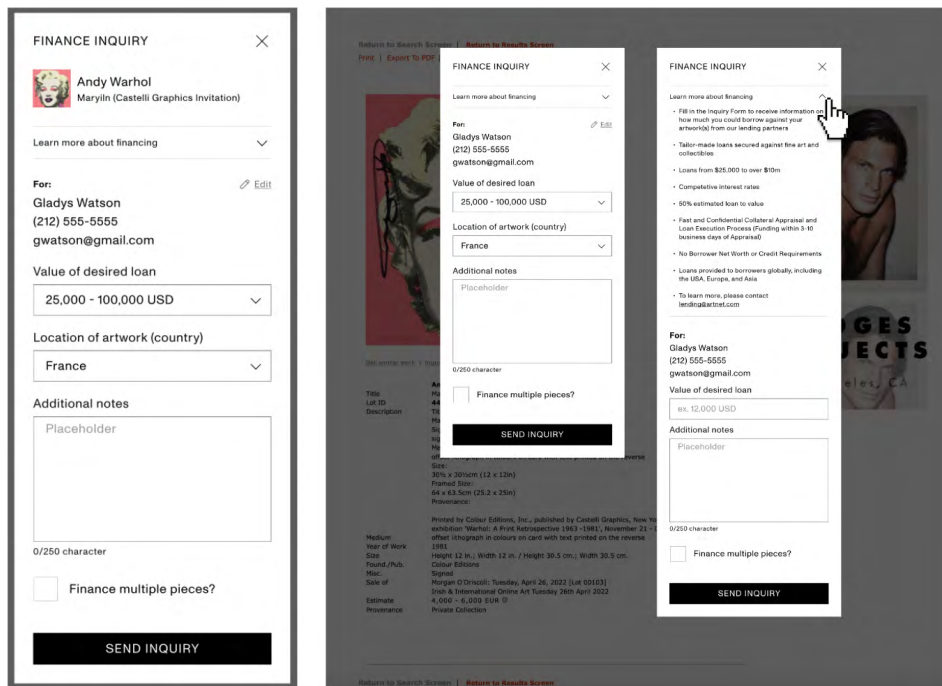 FINANCE INQUIRY
Andy Warhol
Maryiln (Castelli Graphics Invitation)
Learn more about financing
For:
Edit
Gladys Watson
(212) 555-5555
gwatson@gmail.com
Value of desired loan
25,000 - 100,000 USD
Location of artwork (country)
France
Additional notes
Placeholder
0/250 character
Finance multiple pieces?
SEND INQUIRY
Return to Search Screen | Return to Results Screen
Print | Export To PDF
FINANCE INQUIRY
Learn more about financing
For:
Edit
Gladys Watson
(212) 555-5555
gwatson@gmail.com
Value of desired loan
25,000 - 100,000 USD
Location of artwork (country)
France
Additional notes
Placeholder
0/250 character
Finance multiple pieces?
SEND INQUIRY
FINANCE INQUIRY
Learn more about financing
• Fill in the Inquiry Form to receive information on
how much you could borrow against your
artwork(s) from our lending partners
• Tailor-made loans secured against fine art and
collectibles
• Loans from $25,000 to over $10m
• Competetive interest rates
• 50% estimated loan to value
• Fast and Confidential Collateral Appraisal and
Loan Execution Process (Funding within 3-10
business days of Appraisal)
• No Borrower Net Worth or Credit Requirements
• Loans provided to borrowers globally, including
the USA, Europe, and Asia
• To learn more, please contact
lending@artnet.com
For:
Gladys Watson
(212) 555-5555
gwatson@gmail.com
Value of desired loan
ex. 12,000 USD
Additional notes
Placeholder
0/250 character
Finance multiple pieces?
SEND INQUIRY
OGES
JECTS
eles, CA
Title
Lot ID
Description
Size:
30½ x 30½cm (12 x 12in)
Framed Size:
64 x 63.5cm (25.2 x 25in)
Provenance:
Printed by Colour Editions, Inc., published by Castelli Graphics, New Yo
exhibition 'Warhol: A Print Retrospective 1963 -1981', November 21 -
Medium offset lithograph in colours on card with text printed on the reverse
Year of Work 1981
Size Height 12 in.; Width 12 in. / Height 30.5 cm.; Width 30.5 cm.
Found./Pub. Colour Editions
Misc. Signed
Sale of Morgan O'Driscoll: Tuesday, April 26, 2022 [Lot 00103]
Irish & International Online Art Tuesday 26th April 2022
Estimate 4,000 - 6,000 EUR
Provenance Private Collection
Return to Search Screen | Return to Results Screen